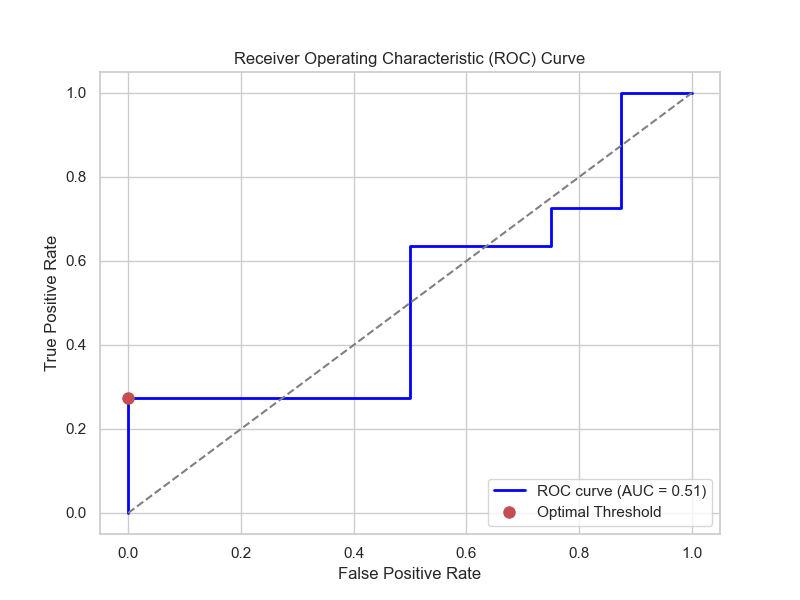 Receiver Operating Characteristic (ROC) Curve
True Positive Rate
1.0
0.8
0.6
0.4
0.2
0.0
ROC curve (AUC = 0.51)
Optimal Threshold
0.0 0.2 0.4 0.6 0.8 1.0
False Positive Rate